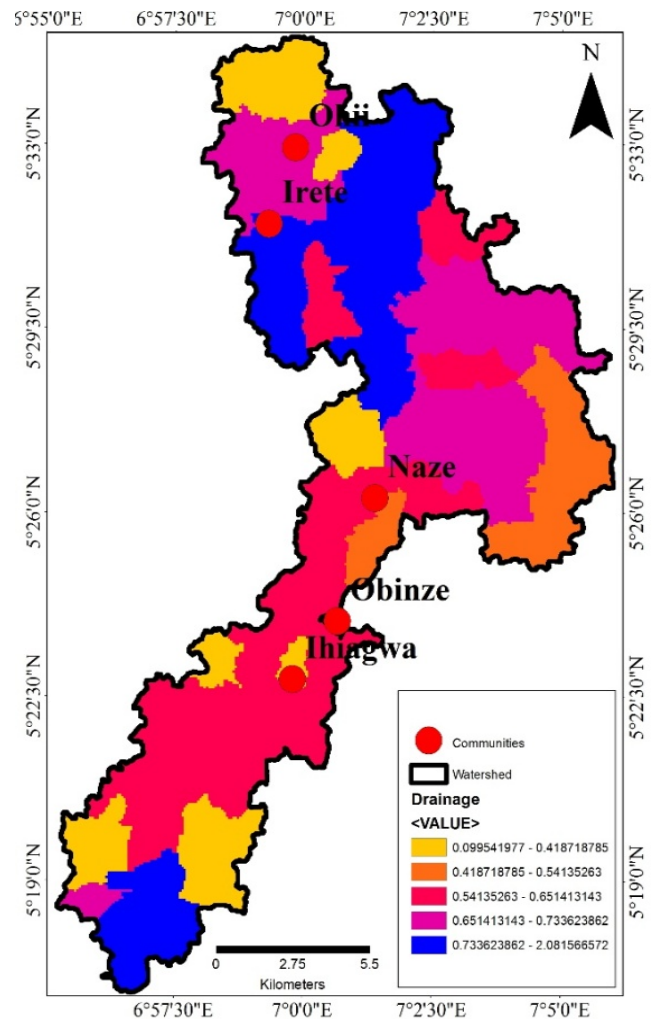 6°55'0"E 6°57'30"E 7°0'0"E 7°2'30"E 7°5'0"E
N
Ohii
5°33'0"N 5°33'0"N
Irete
5°29'30"N 5°29'30"N
Naze
5°26'0"N 5°26'0"N
Obinze
Ihiagwa
5°22'30"N 5°22'30"N
Communities
Watershed
Drainage
<VALUE>
0.099541977 - 0.418718785
0.418718785 - 0.54135263
0.54135263 - 0.651413143
0.651413143 - 0.733623862
0.733623862 - 2.081566572
5°19'0"N 5°19'0"N
0 2.75 5.5
Kilometers
6°57'30"E 7°0'0"E 7°2'30"E 7°5'0"E